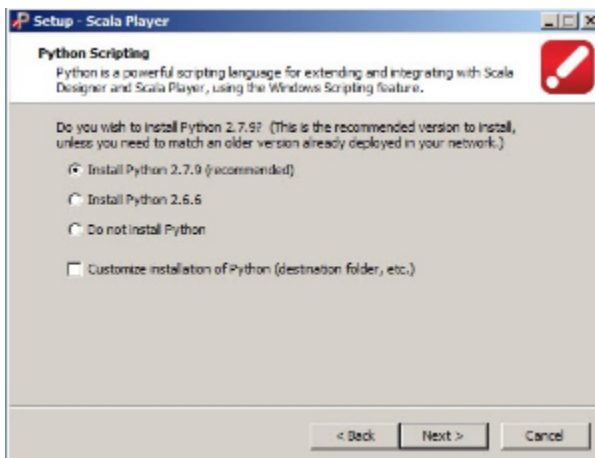 Setup - Scala Player
Python Scripting
Python is a powerful scripting language for extending and integrating with Scala
Designer and Scala Player, using the Windows Scripting feature.
Do you wish to install Python 2.7.9? (This is the recommended version to install,
unless you need to match an older version already deployed in your network.)
Install Python 2.7.9 (recommended)
Install Python 2.6.6
Do not install Python
Customize installation of Python (destination folder, etc.)
< Back
Next >
Cancel